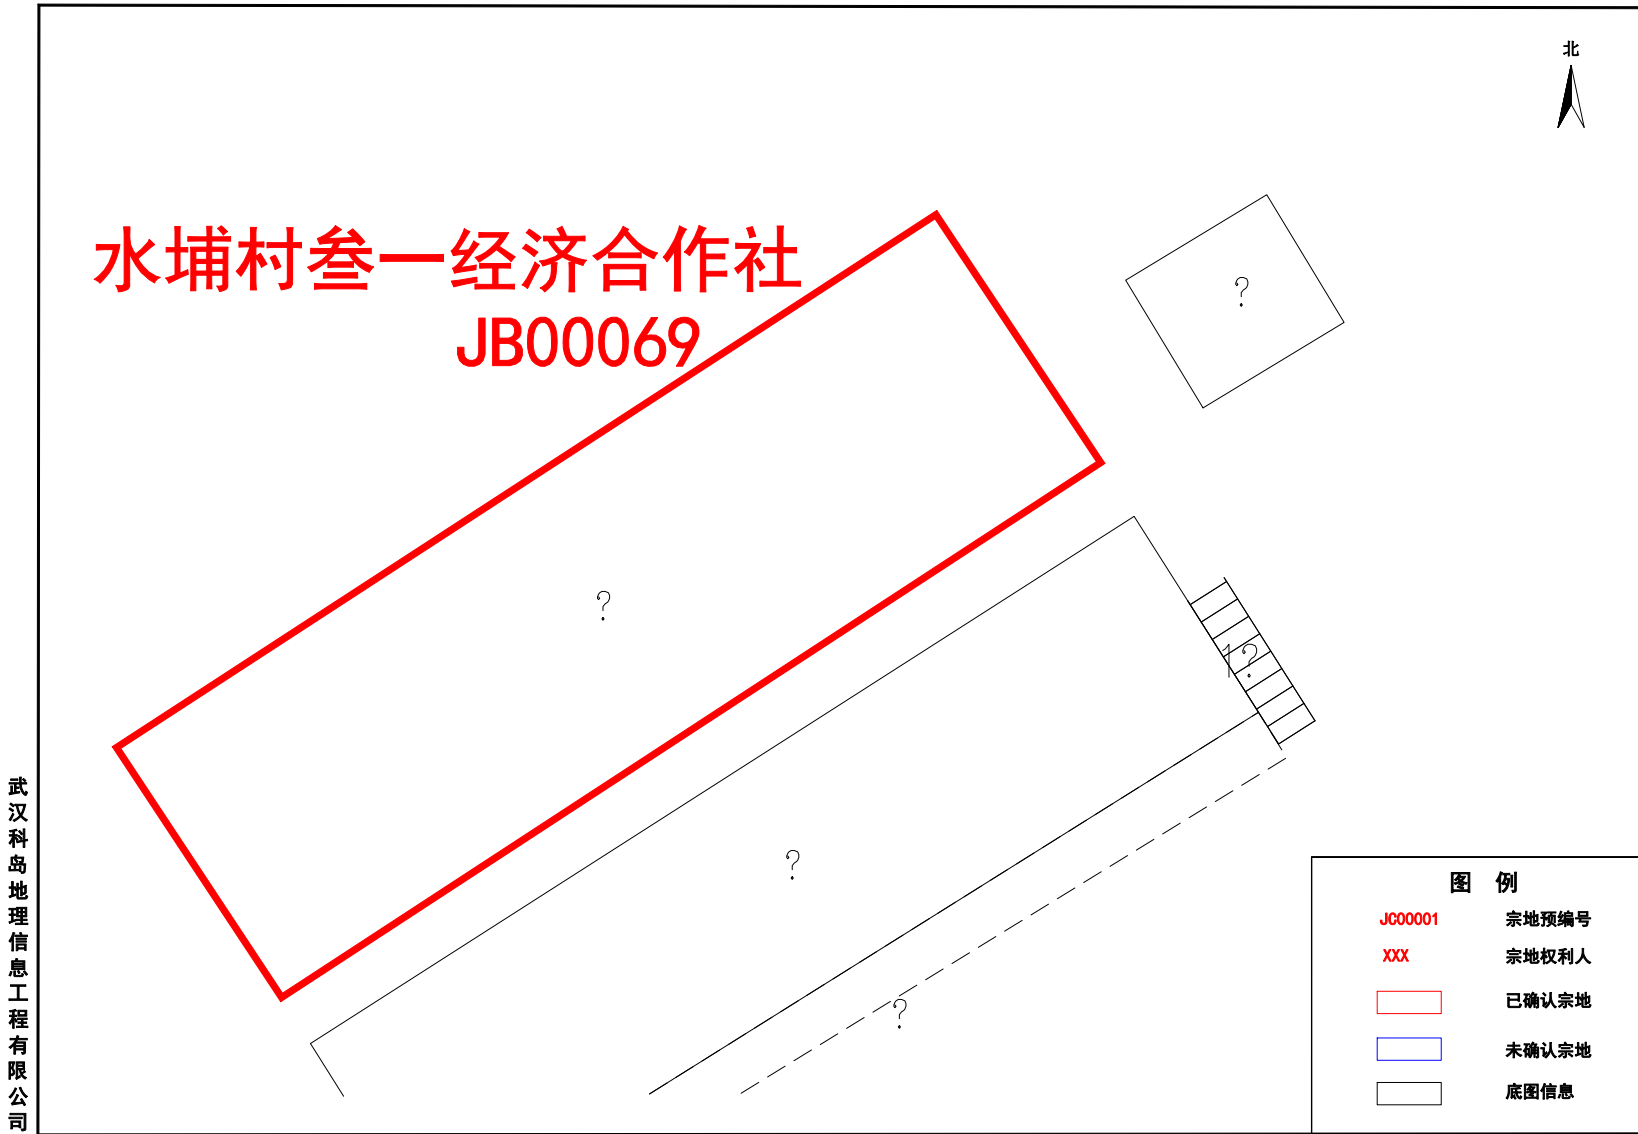 北
水埔村叁一经济合作社
JB00069
?
?
1?
?
?
武汉科岛地理信息工程有限公司
图 例
JC00001 宗地预编号
XXX 宗地权利人
已确认宗地
未确认宗地
底图信息